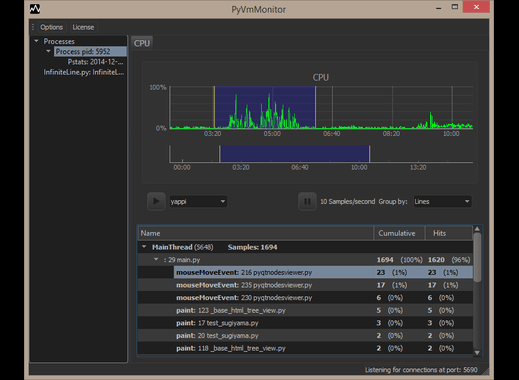 PyVmMonitor
Options License
Processes
Process pid: 5952
Pstats: 2014-12-...
InfiniteLine.py: InfiniteL...
CPU
CPU
100%
0%
03:20 05:00 06:40 08:20 10:00
00:00 03:20 06:40 10:00 13:20
yappi 10 Samples/second Group by: Lines
Name Cumulative Hits
MainThread (5648) Samples: 1694
: 29 main.py 1694 (100%) 1620 (96%)
mouseMoveEvent: 216 pyqtnodesviewer.py 23 (1%) 23 (1%)
mouseMoveEvent: 235 pyqtnodesviewer.py 17 (1%) 17 (1%)
mouseMoveEvent: 230 pyqtnodesviewer.py 6 (0%) 6 (0%)
paint: 123 _base_html_tree_view.py 5 (0%) 5 (0%)
paint: 17 test_sugiyama.py 3 (0%) 3 (0%)
paint: 20 test_sugiyama.py 2 (0%) 2 (0%)
paint: 118 _base_html_tree_view.py 2 (0%) 2 (0%)
Listening for connections at port: 5690